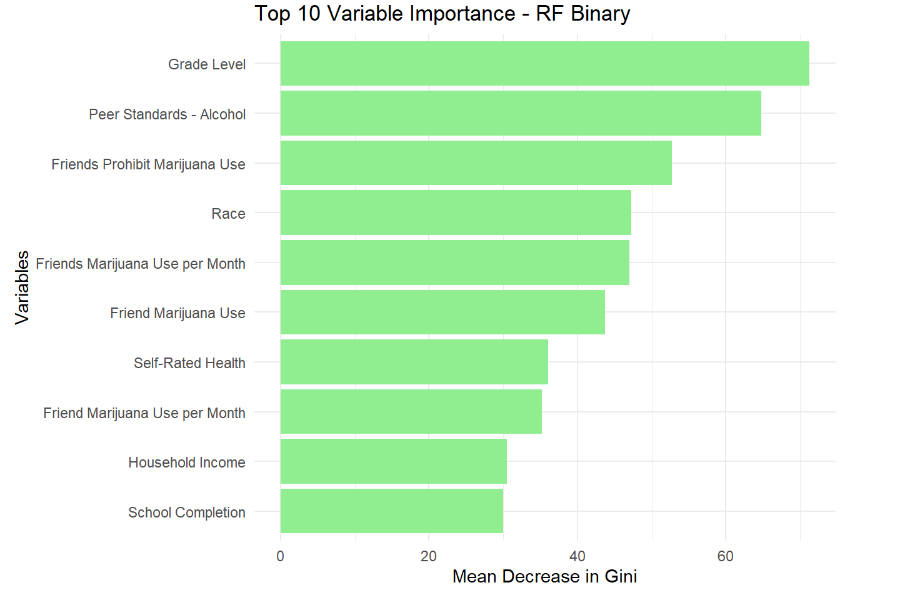 Top 10 Variable Importance - RF Binary
Variables
Grade Level
Peer Standards - Alcohol
Friends Prohibit Marijuana Use
Race
Friends Marijuana Use per Month
Friend Marijuana Use
Self-Rated Health
Friend Marijuana Use per Month
Household Income
School Completion
0 20 40 60
Mean Decrease in Gini